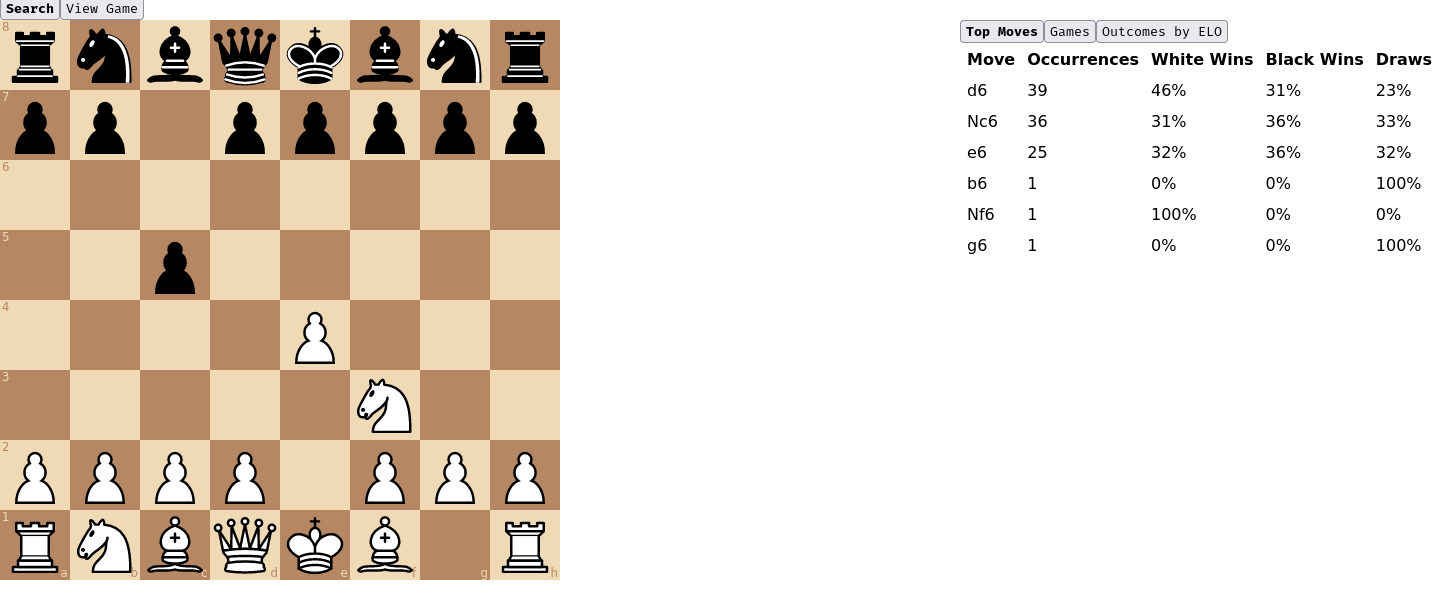 Search View Game
8
7
6
5
4
3
2
1
a b c d e f g h
Top Moves Games Outcomes by ELO
Move Occurrences White Wins Black Wins Draws
d6 39 46% 31% 23%
Nc6 36 31% 36% 33%
e6 25 32% 36% 32%
b6 1 0% 0% 100%
Nf6 1 100% 0% 0%
g6 1 0% 0% 100%